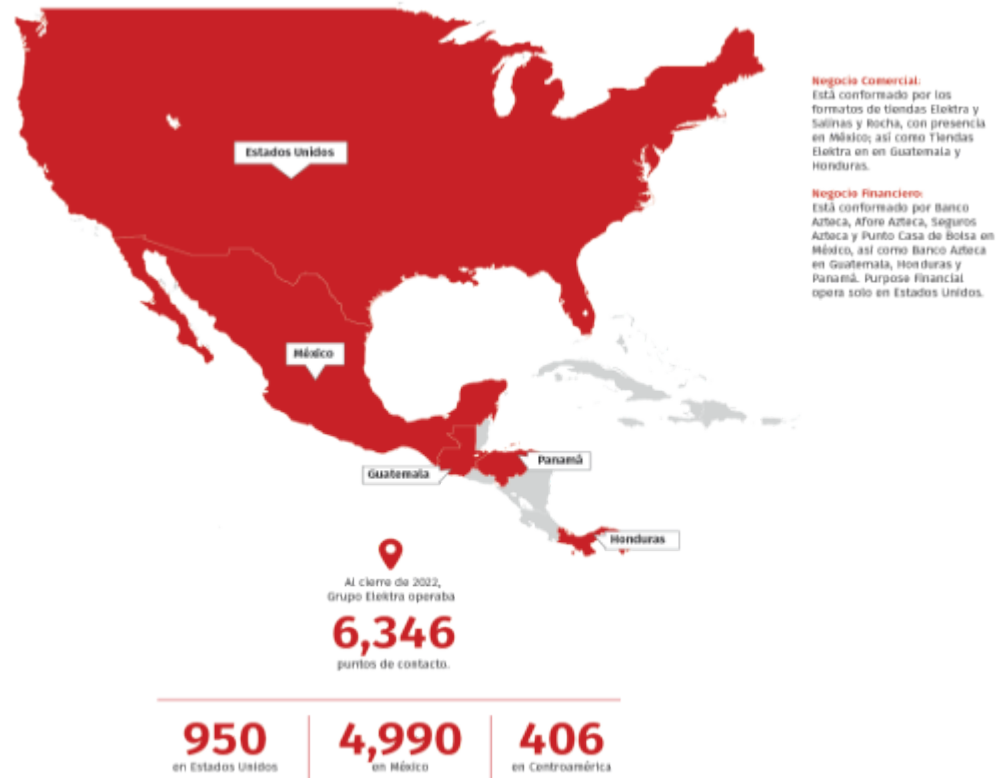 Negocio Comercial:
Está conformado por los
formatos de tiendas Elektra y
Salinas y Rocha, con presencia
en México; así como Tiendas
Elektra en en Guatemala y
Honduras.
Negocio Financiero:
Está conformado por Banco
Azteca, Afore Azteca, Seguros
Azteca y Punto Casa de Bolsa en
México, así como Banco Azteca
en Guatemala, Honduras y
Panamá. Purpose Financial
opera solo en Estados Unidos.
Estados Unidos
México
Guatemala
Panamá
Honduras
Al cierre de 2022,
Grupo Elektra operaba
6,346
puntos de contacto.
950
en Estados Unidos
4,990
en México
406
en Centroamérica